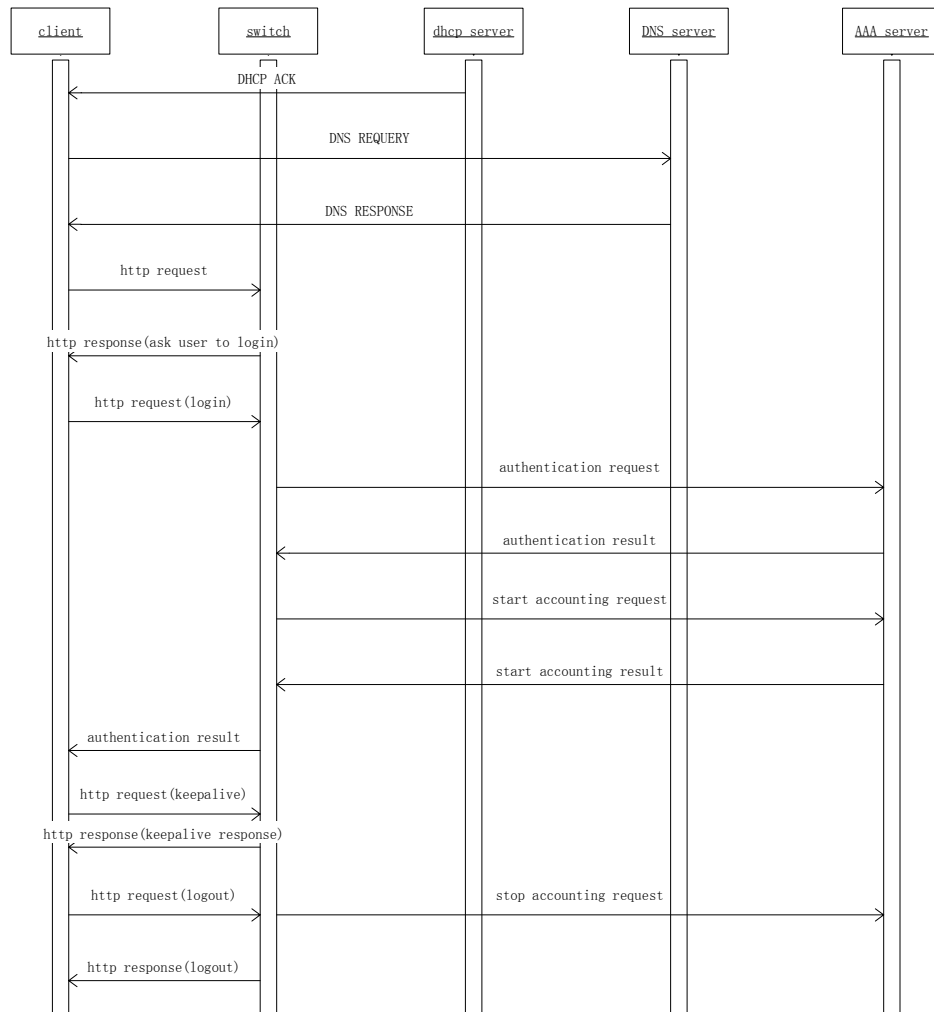 client
switch
dhcp server
DNS server
AAA server
DHCP ACK
DNS REQUERY
DNS RESPONSE
http request
http response(ask user to login)
http request(login)
authentication request
authentication result
start accounting request
start accounting result
authentication result
http request(keepalive)
http response(keepalive response)
http request(logout)
stop accounting request
http response(logout)